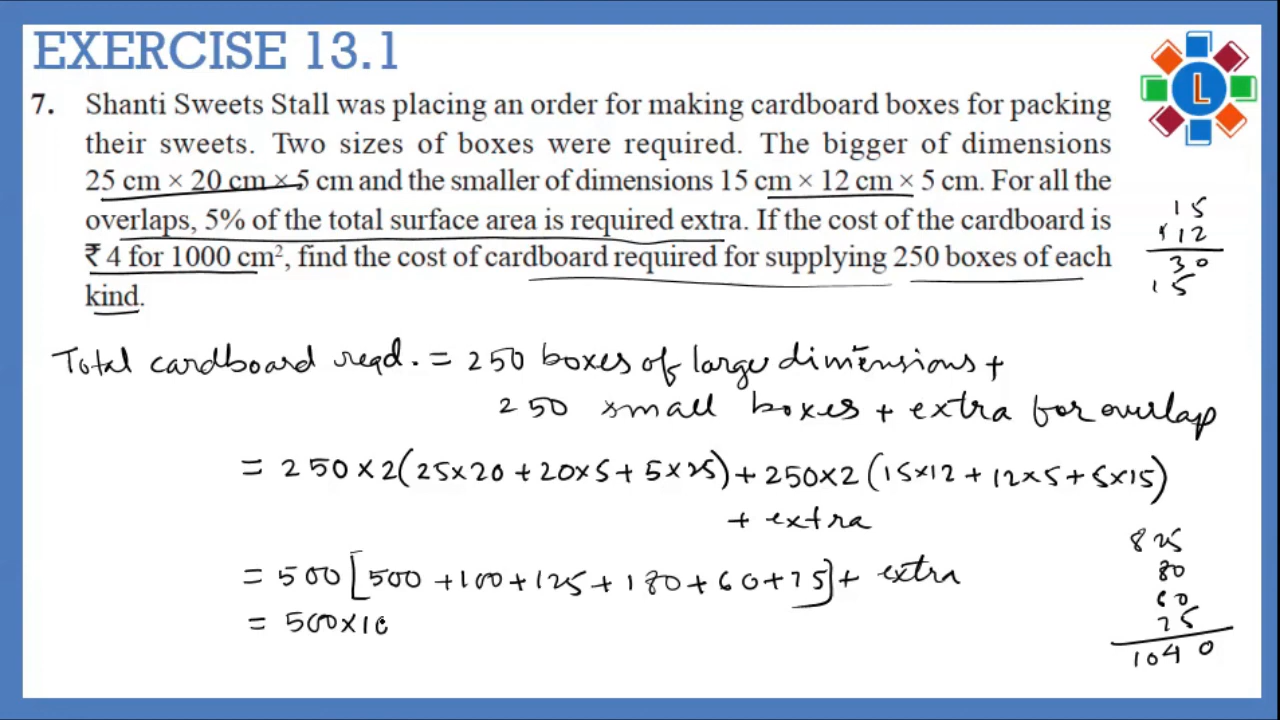 EXERCISE 13.1
L
7. Shanti Sweets Stall was placing an order for making cardboard boxes for packing
their sweets. Two sizes of boxes were required. The bigger of dimensions
25 cm × 20 cm × 5 cm and the smaller of dimensions 15 cm × 12 cm × 5 cm. For all the
overlaps, 5% of the total surface area is required extra. If the cost of the cardboard is
₹ 4 for 1000 cm², find the cost of cardboard required for supplying 250 boxes of each
kind.
15
×12
30
15
Total cardboard reqd. = 250 boxes of large dimensions +
250 small boxes + extra for overlap
= 250×2(25×20 + 20×5 + 5×25) + 250×2 (15×12 + 12×5 + 5×15)
+ extra
= 500 [500 + 100 + 125 + 180 + 60 + 75] + extra
= 500×10
825
80
60
75
1040